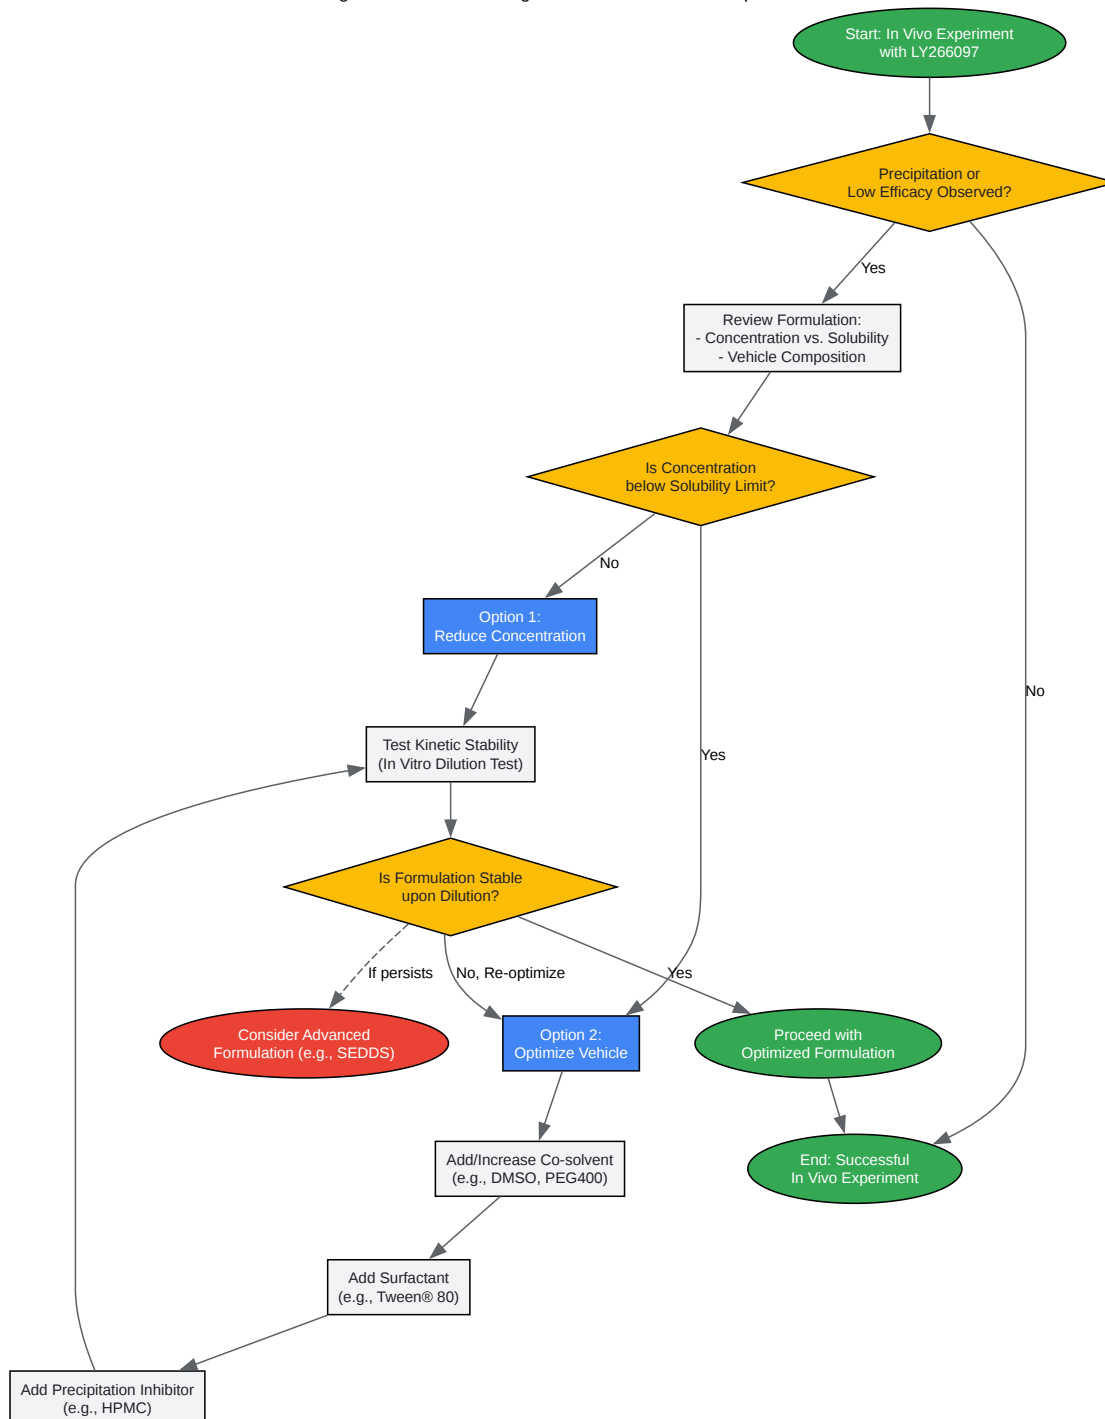 Start: In Vivo Experiment
with LY266097
Precipitation or
Low Efficacy Observed?
Yes
Review Formulation:
- Concentration vs. Solubility
- Vehicle Composition
Is Concentration
below Solubility Limit?
No
Option 1:
Reduce Concentration
No
Test Kinetic Stability
(In Vitro Dilution Test)
Yes
Is Formulation Stable
upon Dilution?
If persists
No, Re-optimize
Yes
Consider Advanced
Formulation (e.g., SEDDS)
Option 2:
Optimize Vehicle
Proceed with
Optimized Formulation
Add/Increase Co-solvent
(e.g., DMSO, PEG400)
End: Successful
In Vivo Experiment
Add Surfactant
(e.g., Tween® 80)
Add Precipitation Inhibitor
(e.g., HPMC)